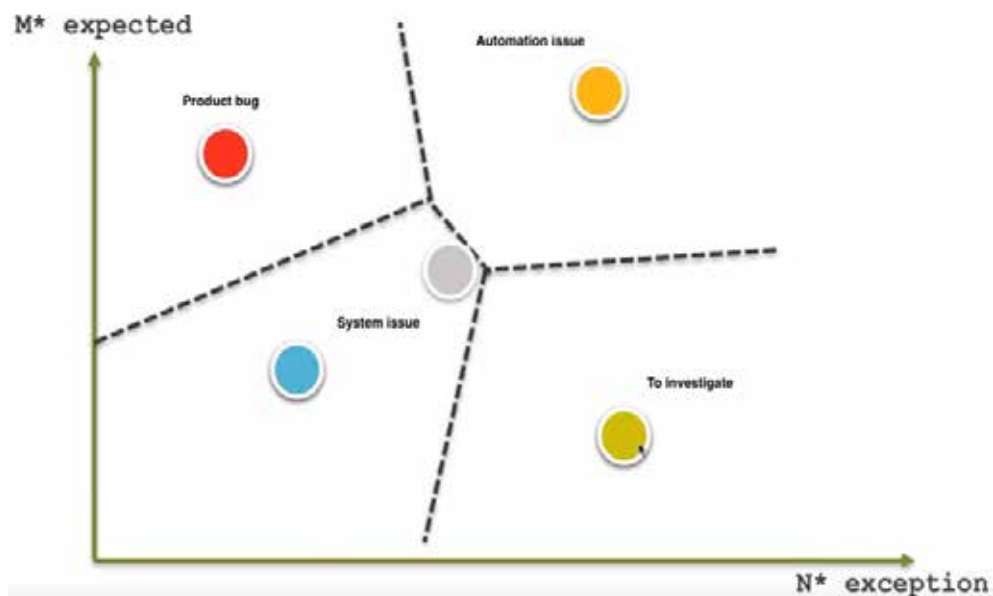 M* expected
Automation issue
Product bug
System issue
To investigate
N* exception